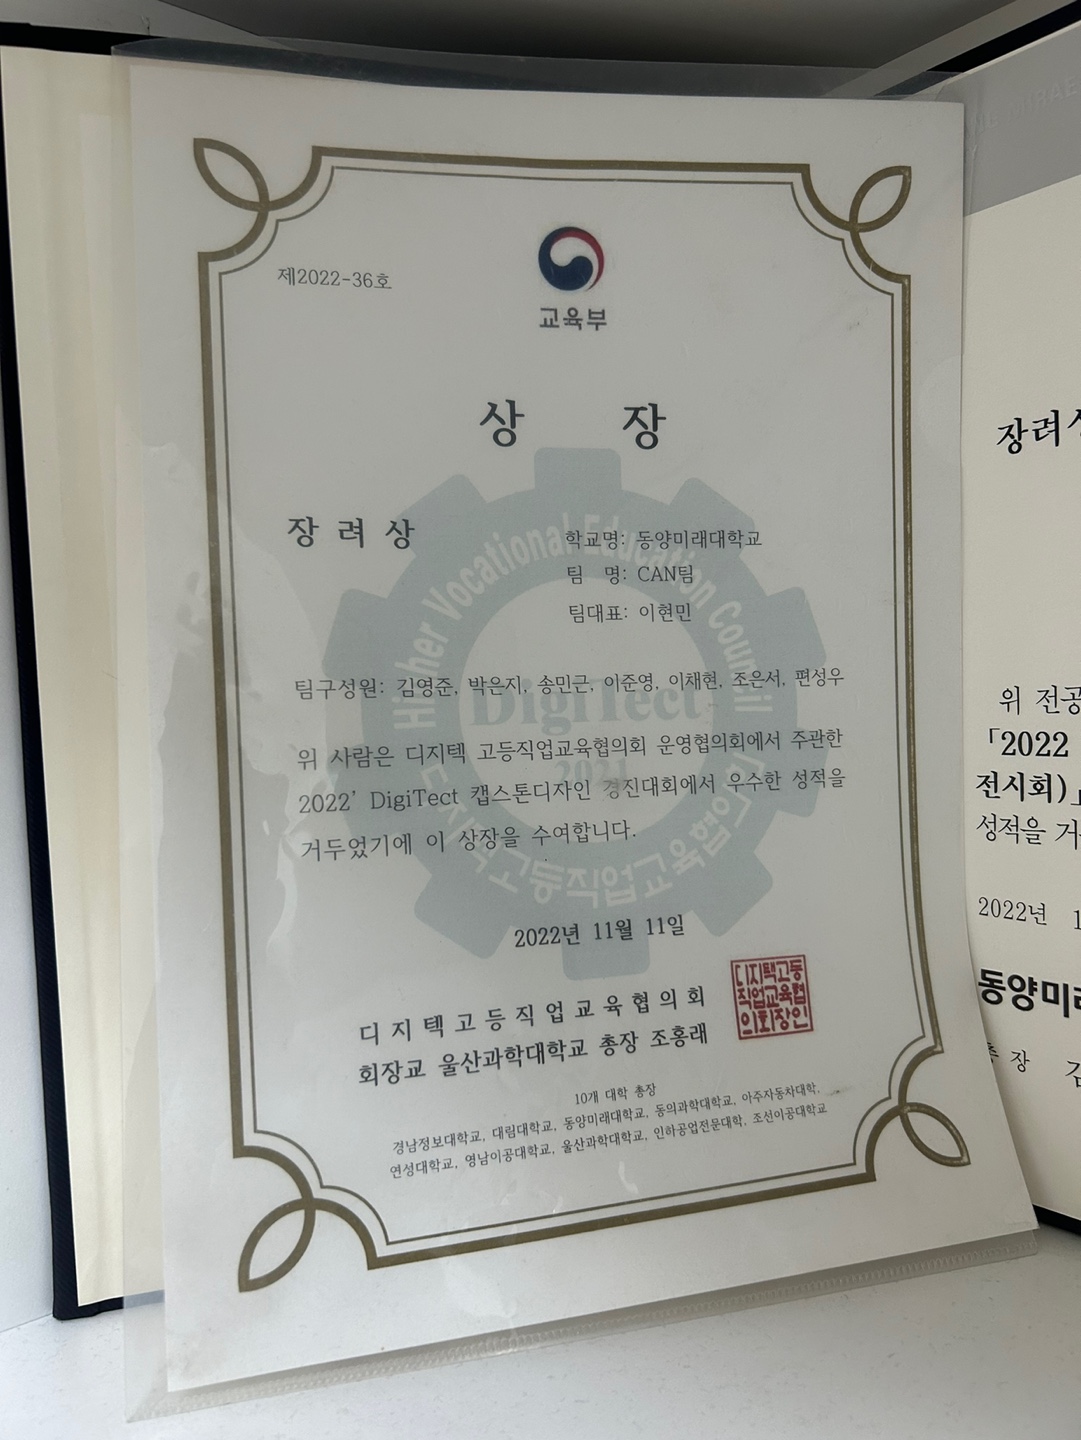 제2022-36호
교육부
상 장
장 려 상
학교명: 동양미래대학교
팀 명: CAN팀
팀대표: 이현민
팀구성원: 김영준, 박은지, 송민근, 이준영, 이채현, 조은서, 편성우
위 사람은 디지텍 고등직업교육협의회 운영협의회에서 주관한
2022' DigiTect 캡스톤디자인 경진대회에서 우수한 성적을
거두었기에 이 상장을 수여합니다.
2022년 11월 11일
디지텍고등직업교육협의회
회장교 울산과학대학교 총장 조홍래
디지텍고등
직업교육협
의회장인
10개 대학 총장
경남정보대학교, 대림대학교, 동양미래대학교, 동의과학대학교, 아주자동차대학,
연성대학교, 영남이공대학교, 울산과학대학교, 인하공업전문대학, 조선이공대학교
Higher Vocational Education Council
DigiTect
디지텍고등직업교육협의회
장려
위 전공
「2022
전시회)」
성적을 거
2022년 1
동양미래
총 장 김